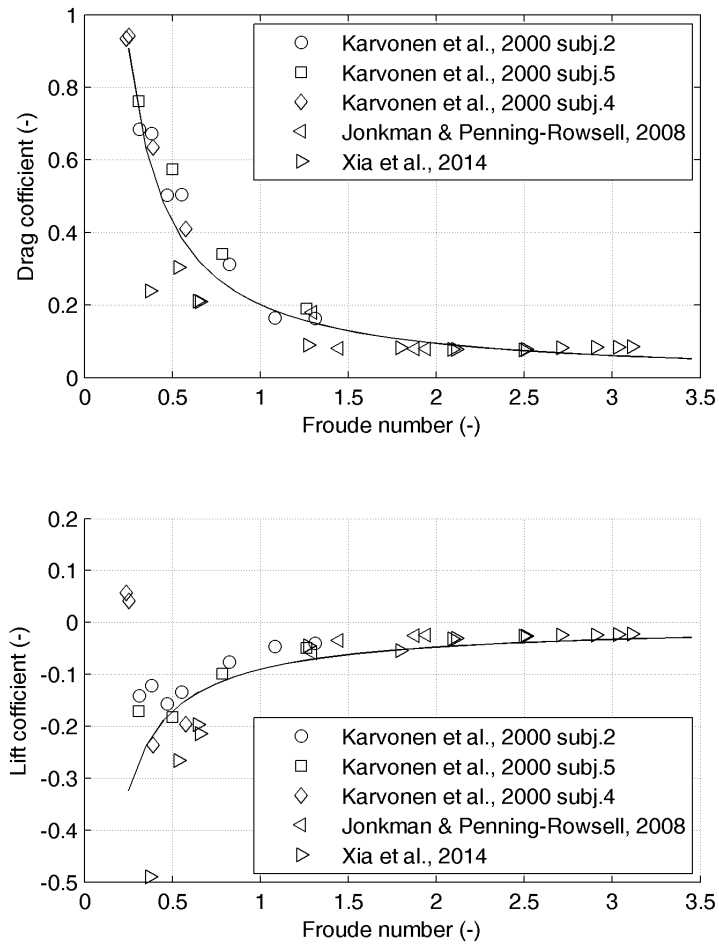 Drag cofficient (-)
1
0.8
0.6
0.4
0.2
0
Karvonen et al., 2000 subj.2
Karvonen et al., 2000 subj.5
Karvonen et al., 2000 subj.4
Jonkman & Penning-Rowsell, 2008
Xia et al., 2014
0 0.5 1 1.5 2 2.5 3 3.5
Froude number (-)
Lift cofficient (-)
0.2
0.1
0
-0.1
-0.2
-0.3
-0.4
-0.5
Karvonen et al., 2000 subj.2
Karvonen et al., 2000 subj.5
Karvonen et al., 2000 subj.4
Jonkman & Penning-Rowsell, 2008
Xia et al., 2014
0 0.5 1 1.5 2 2.5 3 3.5
Froude number (-)